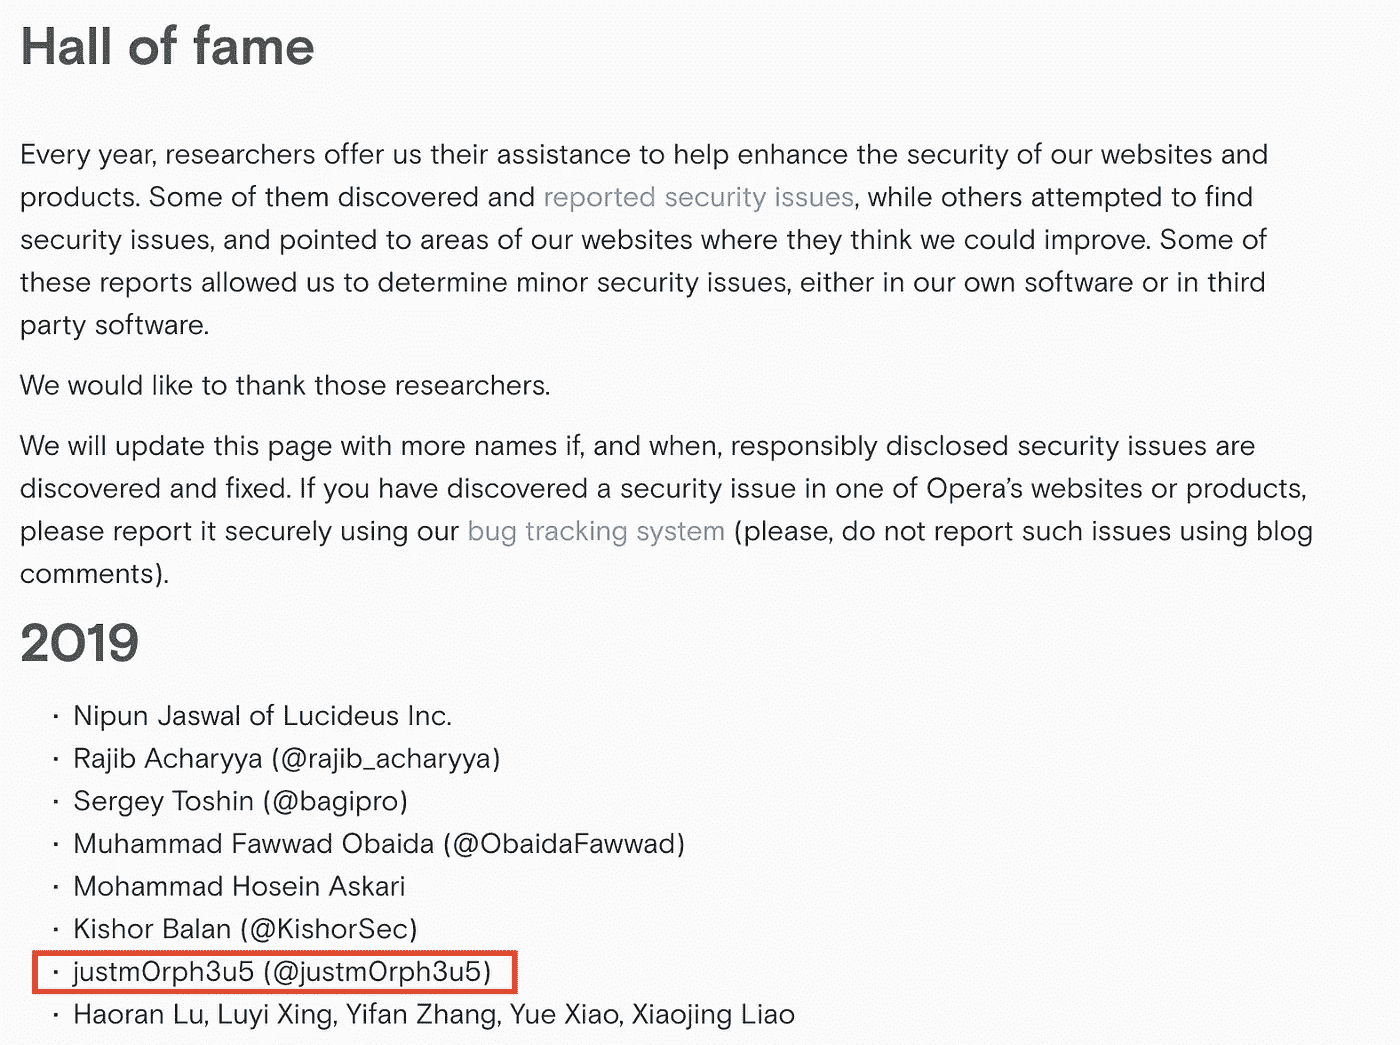 Hall of fame
Every year, researchers offer us their assistance to help enhance the security of our websites and
products. Some of them discovered and reported security issues, while others attempted to find
security issues, and pointed to areas of our websites where they think we could improve. Some of
these reports allowed us to determine minor security issues, either in our own software or in third
party software.
We would like to thank those researchers.
We will update this page with more names if, and when, responsibly disclosed security issues are
discovered and fixed. If you have discovered a security issue in one of Opera’s websites or products,
please report it securely using our bug tracking system (please, do not report such issues using blog
comments).
2019
· Nipun Jaswal of Lucideus Inc.
· Rajib Acharyya (@rajib_acharyya)
· Sergey Toshin (@bagipro)
· Muhammad Fawwad Obaida (@ObaidaFawwad)
· Mohammad Hosein Askari
· Kishor Balan (@KishorSec)
· justm0rph3u5 (@justm0rph3u5)
· Haoran Lu, Luyi Xing, Yifan Zhang, Yue Xiao, Xiaojing Liao